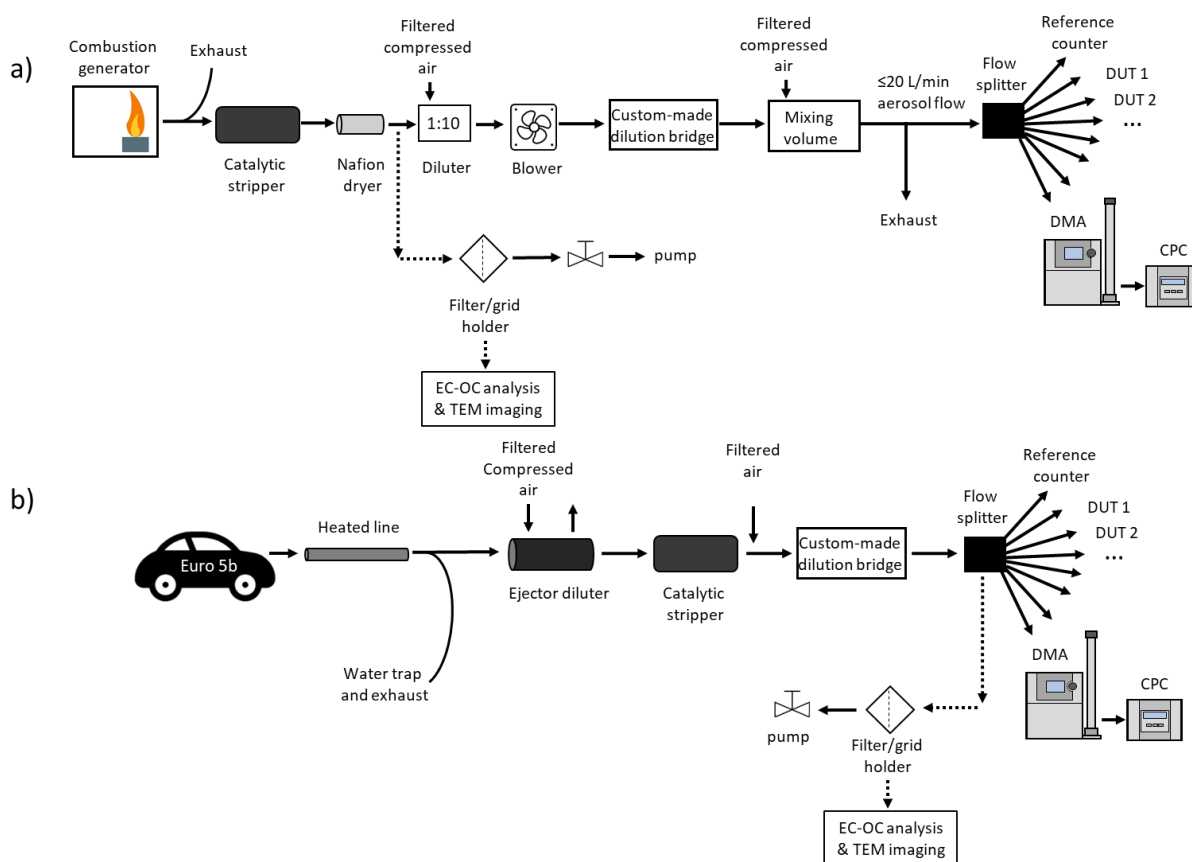 a)
Combustion
generator
Exhaust
Catalytic
stripper
Nafion
dryer
Filtered
compressed
air
1:10
Diluter
Blower
Custom-made
dilution bridge
Filtered
compressed
air
Mixing
volume
≤20 L/min
aerosol flow
Exhaust
Flow
splitter
Reference
counter
DUT 1
DUT 2
...
DMA
CPC
Filter/grid
holder
pump
EC-OC analysis
& TEM imaging
b)
Euro 5b
Heated line
Water trap
and exhaust
Filtered
Compressed
air
Ejector diluter
Catalytic
stripper
Filtered
air
Custom-made
dilution bridge
Flow
splitter
Reference
counter
DUT 1
DUT 2
...
DMA
CPC
pump
Filter/grid
holder
EC-OC analysis
& TEM imaging